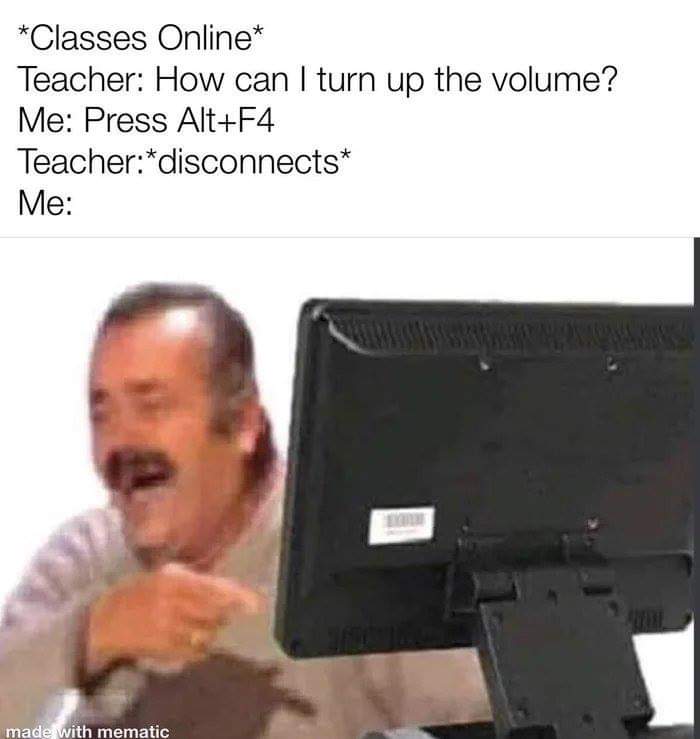 *Classes Online*
Teacher: How can I turn up the volume?
Me: Press Alt+F4
Teacher:*disconnects*
Me:
made with mematic